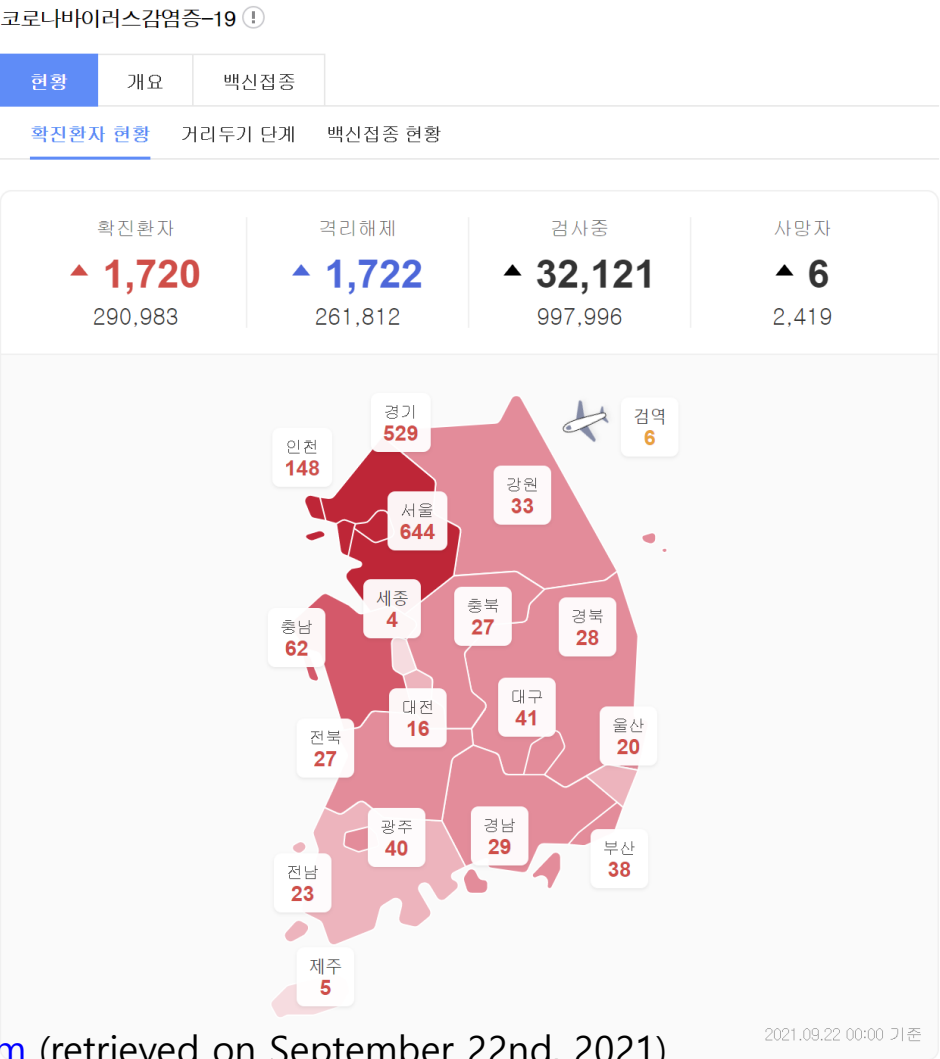 코로나바이러스감염증-19
현황 개요 백신접종
확진환자 현황 거리두기 단계 백신접종 현황
확진환자 격리해제 검사중 사망자
▲ 1,720 ▲ 1,722 ▲ 32,121 ▲ 6
290,983 261,812 997,996 2,419
경기
529
검역
6
인천
148
강원
33
서울
644
세종
4
충북
27
경북
28
충남
62
대구
41
대전
16
울산
20
전북
27
광주
40
경남
29
부산
38
전남
23
제주
5
2021.09.22 00:00 기준
m (retrieved on September 22nd, 2021)